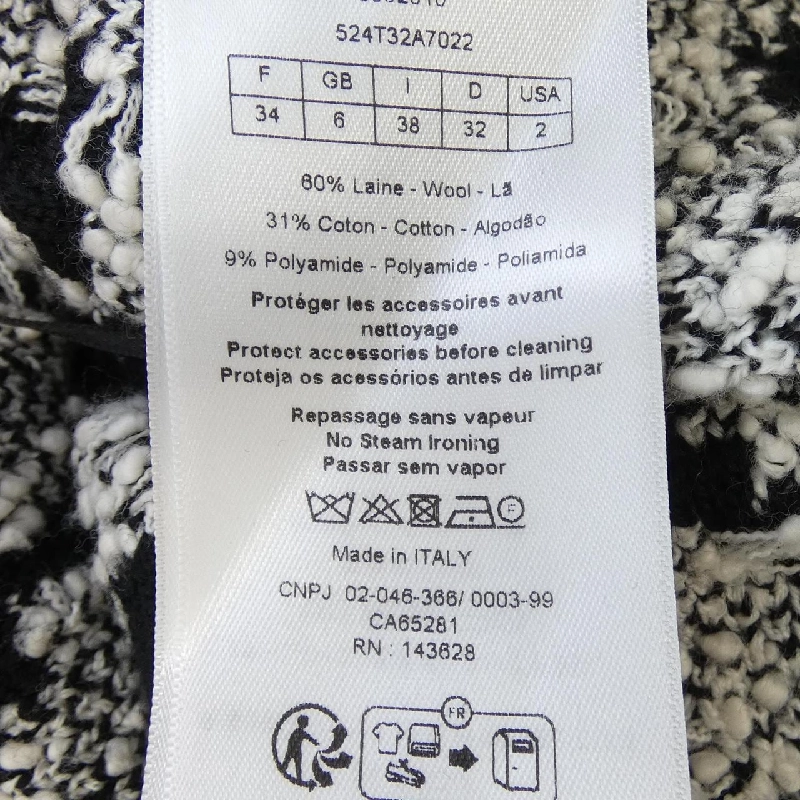 524T32A7022
F GB I D USA
34 6 38 32 2
60% Laine - Wool - Lã
31% Coton - Cotton - Algodão
9% Polyamide - Polyamide - Poliamida
Protéger les accessoires avant
nettoyage
Protect accessories before cleaning
Proteja os acessórios antes de limpar
Repassage sans vapeur
No Steam Ironing
Passar sem vapor
F
Made in ITALY
CNPJ 02-046-366/ 0003-99
CA65281
RN : 143628
FR